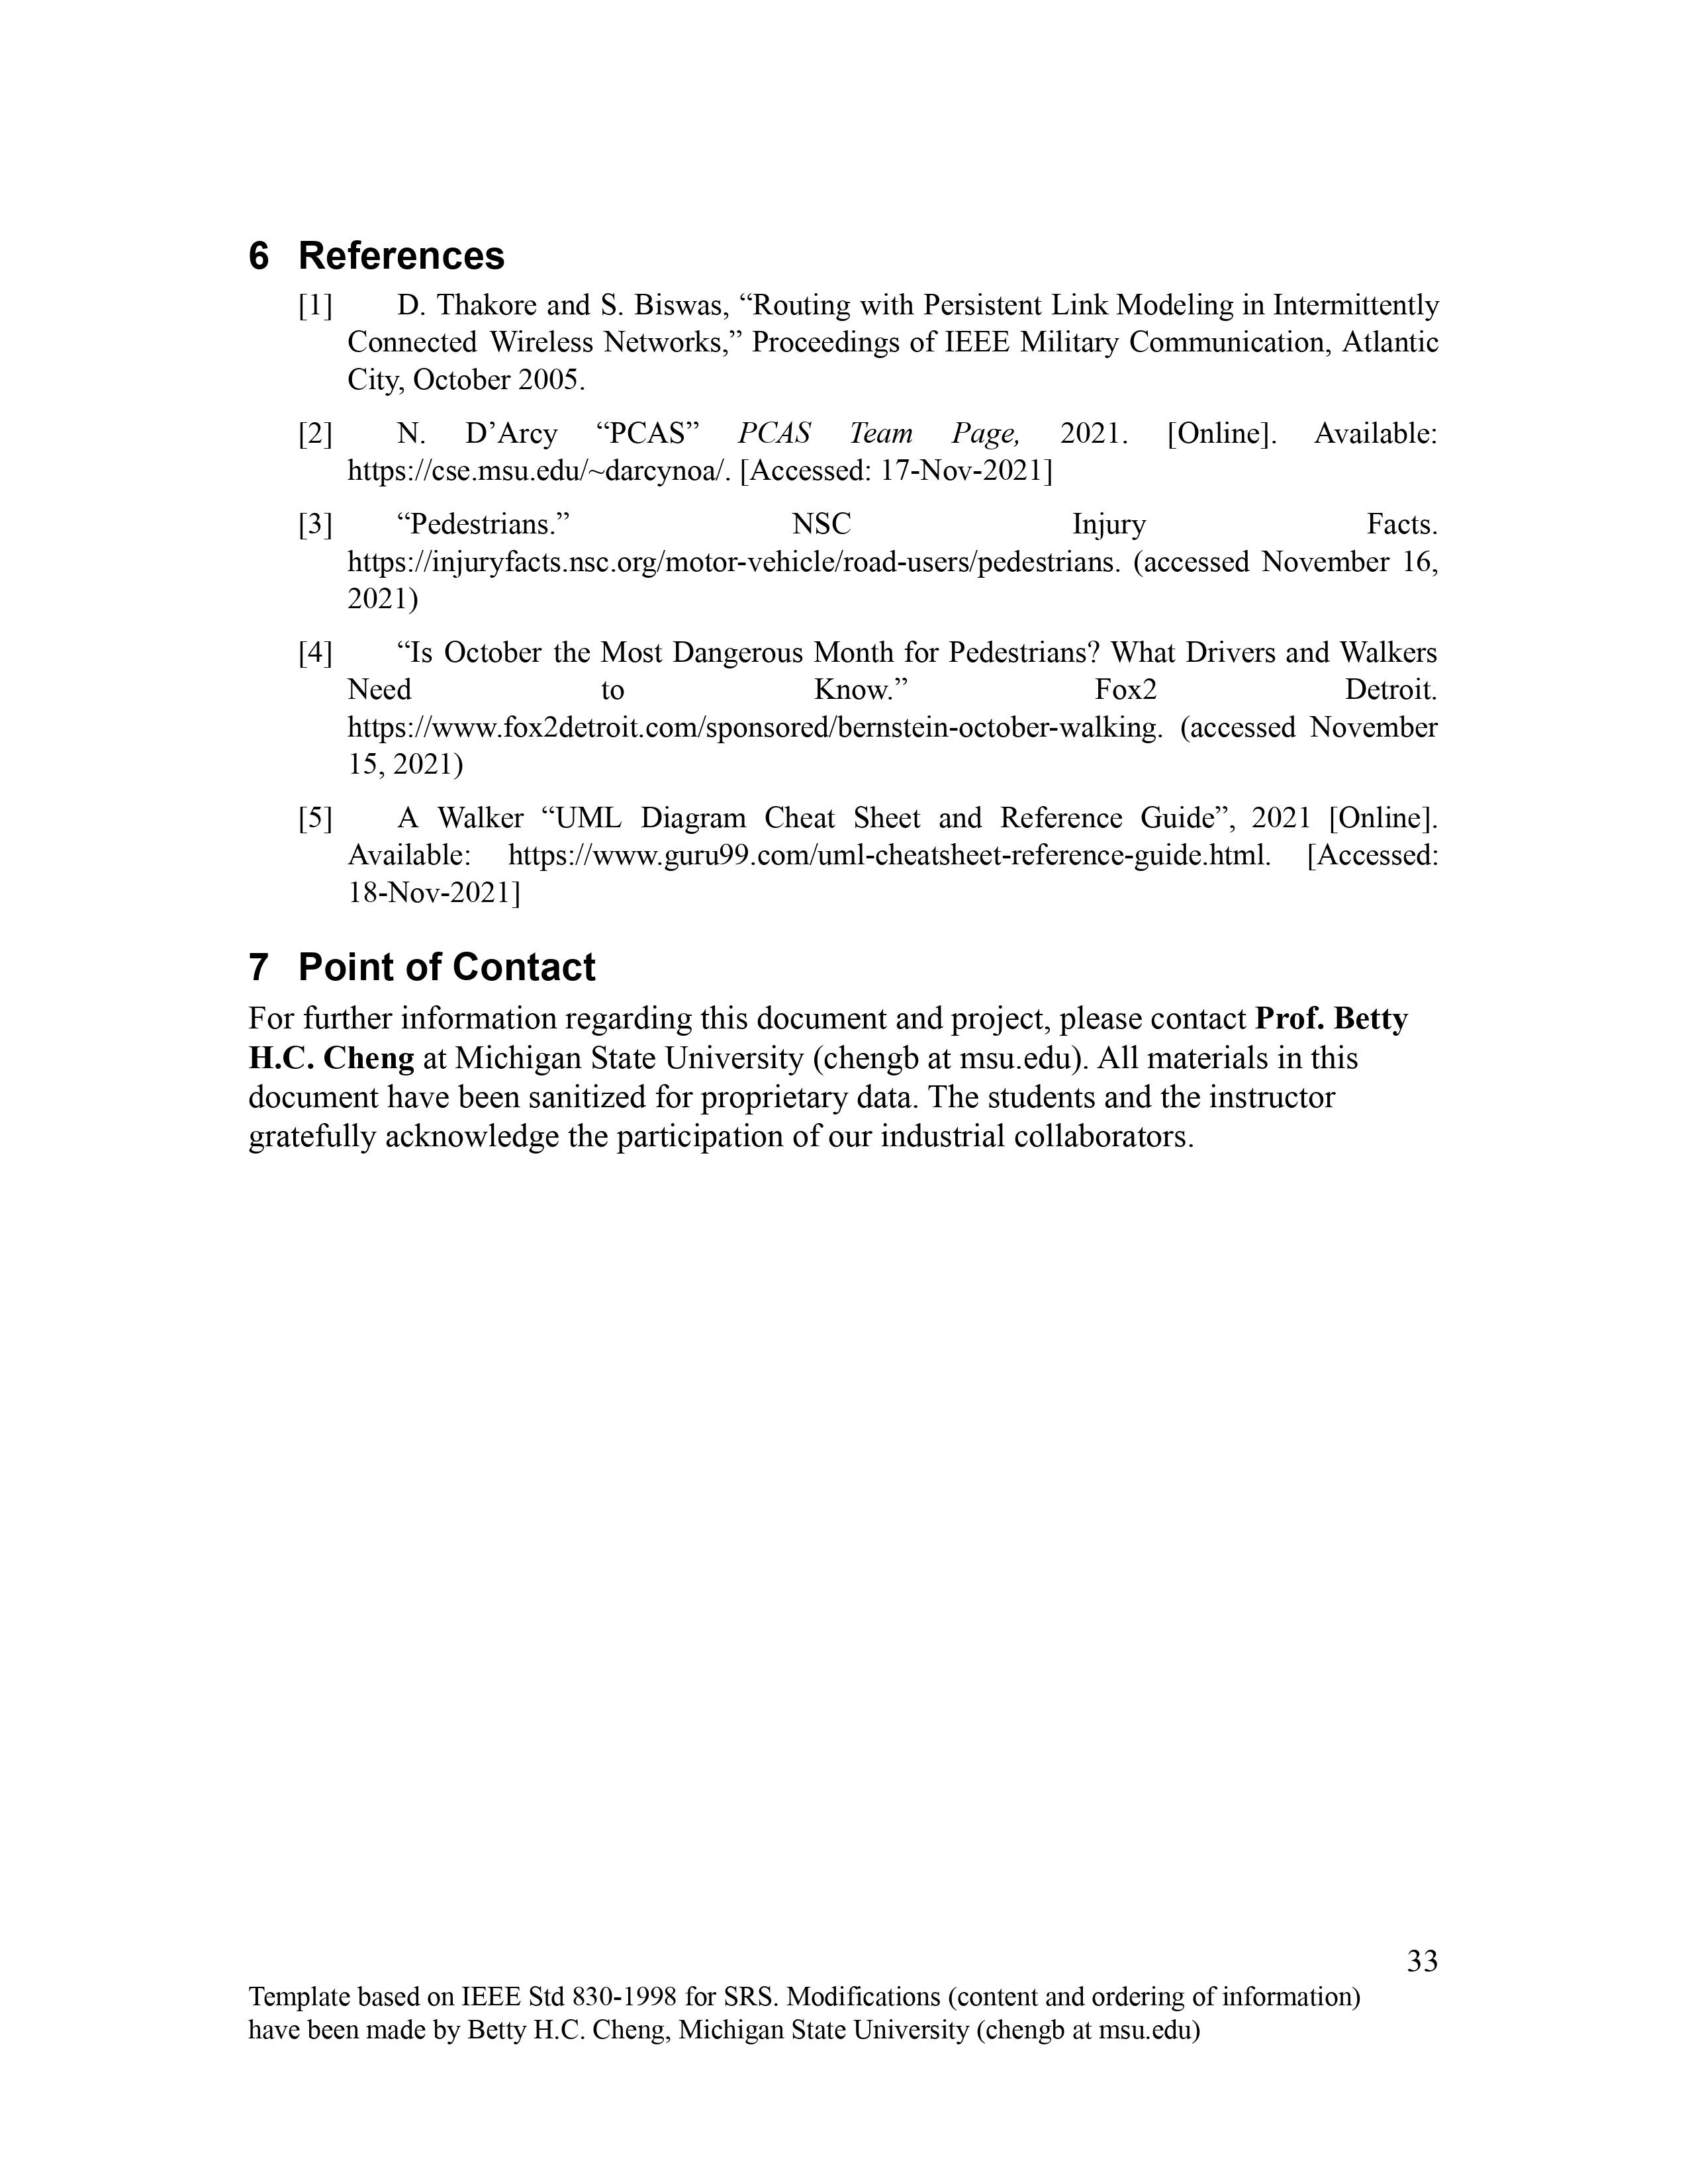 6 References
[1] D. Thakore and S. Biswas, “Routing with Persistent Link Modeling in Intermittently
Connected Wireless Networks,” Proceedings of IEEE Military Communication, Atlantic
City, October 2005.
[2] N. D’Arcy “PCAS” PCAS Team Page, 2021. [Online]. Available:
https://cse.msu.edu/~darcynoa/. [Accessed: 17-Nov-2021]
[3] “Pedestrians.” NSC Injury Facts.
https://injuryfacts.nsc.org/motor-vehicle/road-users/pedestrians. (accessed November 16,
2021)
[4] “Is October the Most Dangerous Month for Pedestrians? What Drivers and Walkers
Need to Know.” Fox2 Detroit.
https://www.fox2detroit.com/sponsored/bernstein-october-walking. (accessed November
15, 2021)
[5] A Walker “UML Diagram Cheat Sheet and Reference Guide”, 2021 [Online].
Available: https://www.guru99.com/uml-cheatsheet-reference-guide.html. [Accessed:
18-Nov-2021]
7 Point of Contact
For further information regarding this document and project, please contact Prof. Betty
H.C. Cheng at Michigan State University (chengb at msu.edu). All materials in this
document have been sanitized for proprietary data. The students and the instructor
gratefully acknowledge the participation of our industrial collaborators.
33
Template based on IEEE Std 830-1998 for SRS. Modifications (content and ordering of information)
have been made by Betty H.C. Cheng, Michigan State University (chengb at msu.edu)